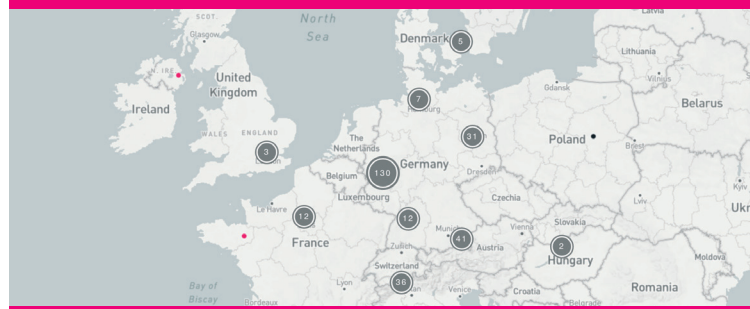 SCOT.
North
Sea
Latvia
Glasgow
Denmark
5
Lithuania
N. IRE.
United
Kingdom
Vilnius
Gdansk
7
Ireland
Belarus
WALES
ENGLAND
The
Netherlands
31
Poland
Brest
3
130
Germany
Belgium
Dresden
Luxembourg
Czechia
Lviv
Kyiv
Le Havre
12
12
Ukr
Munich
41
Vienna
Slovakia
France
Zurich
Austria
2
Hungary
Moldova
Switzerland
Bay of
Biscay
Lyon
36
Venice
Croatia
Romania
Bordeaux
Belgrade